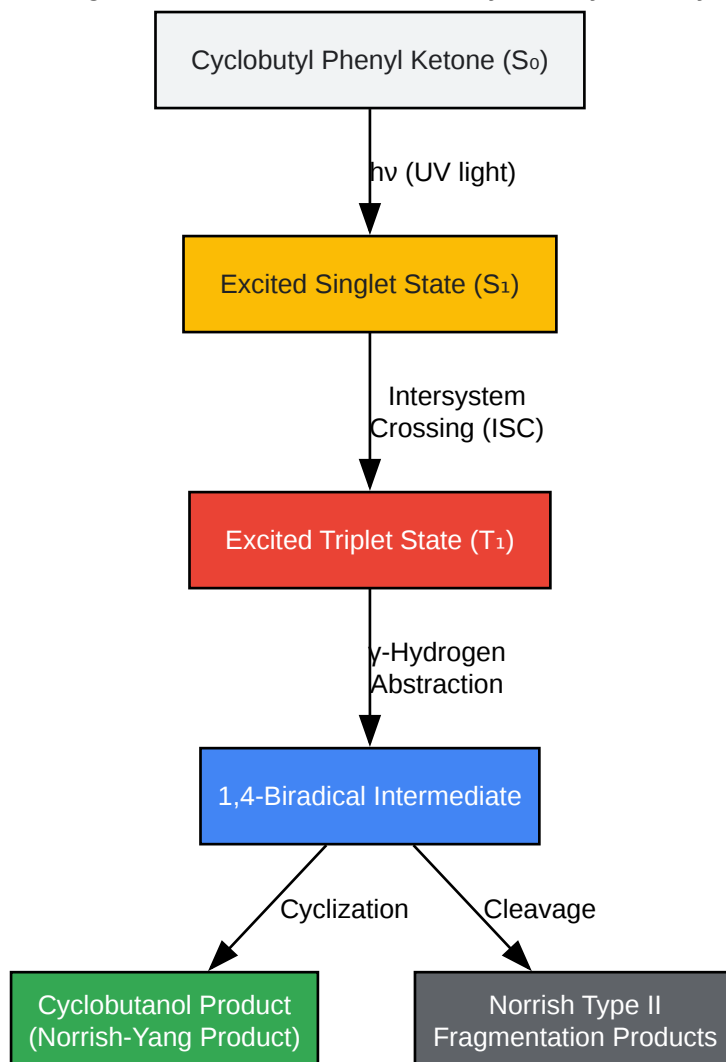 Cyclobutyl Phenyl Ketone (S₀)
hν (UV light)
Excited Singlet State (S₁)
Intersystem
Crossing (ISC)
Excited Triplet State (T₁)
γ-Hydrogen
Abstraction
1,4-Biradical Intermediate
Cyclization
Cleavage
Cyclobutanol Product
(Norrish-Yang Product)
Norrish Type II
Fragmentation Products